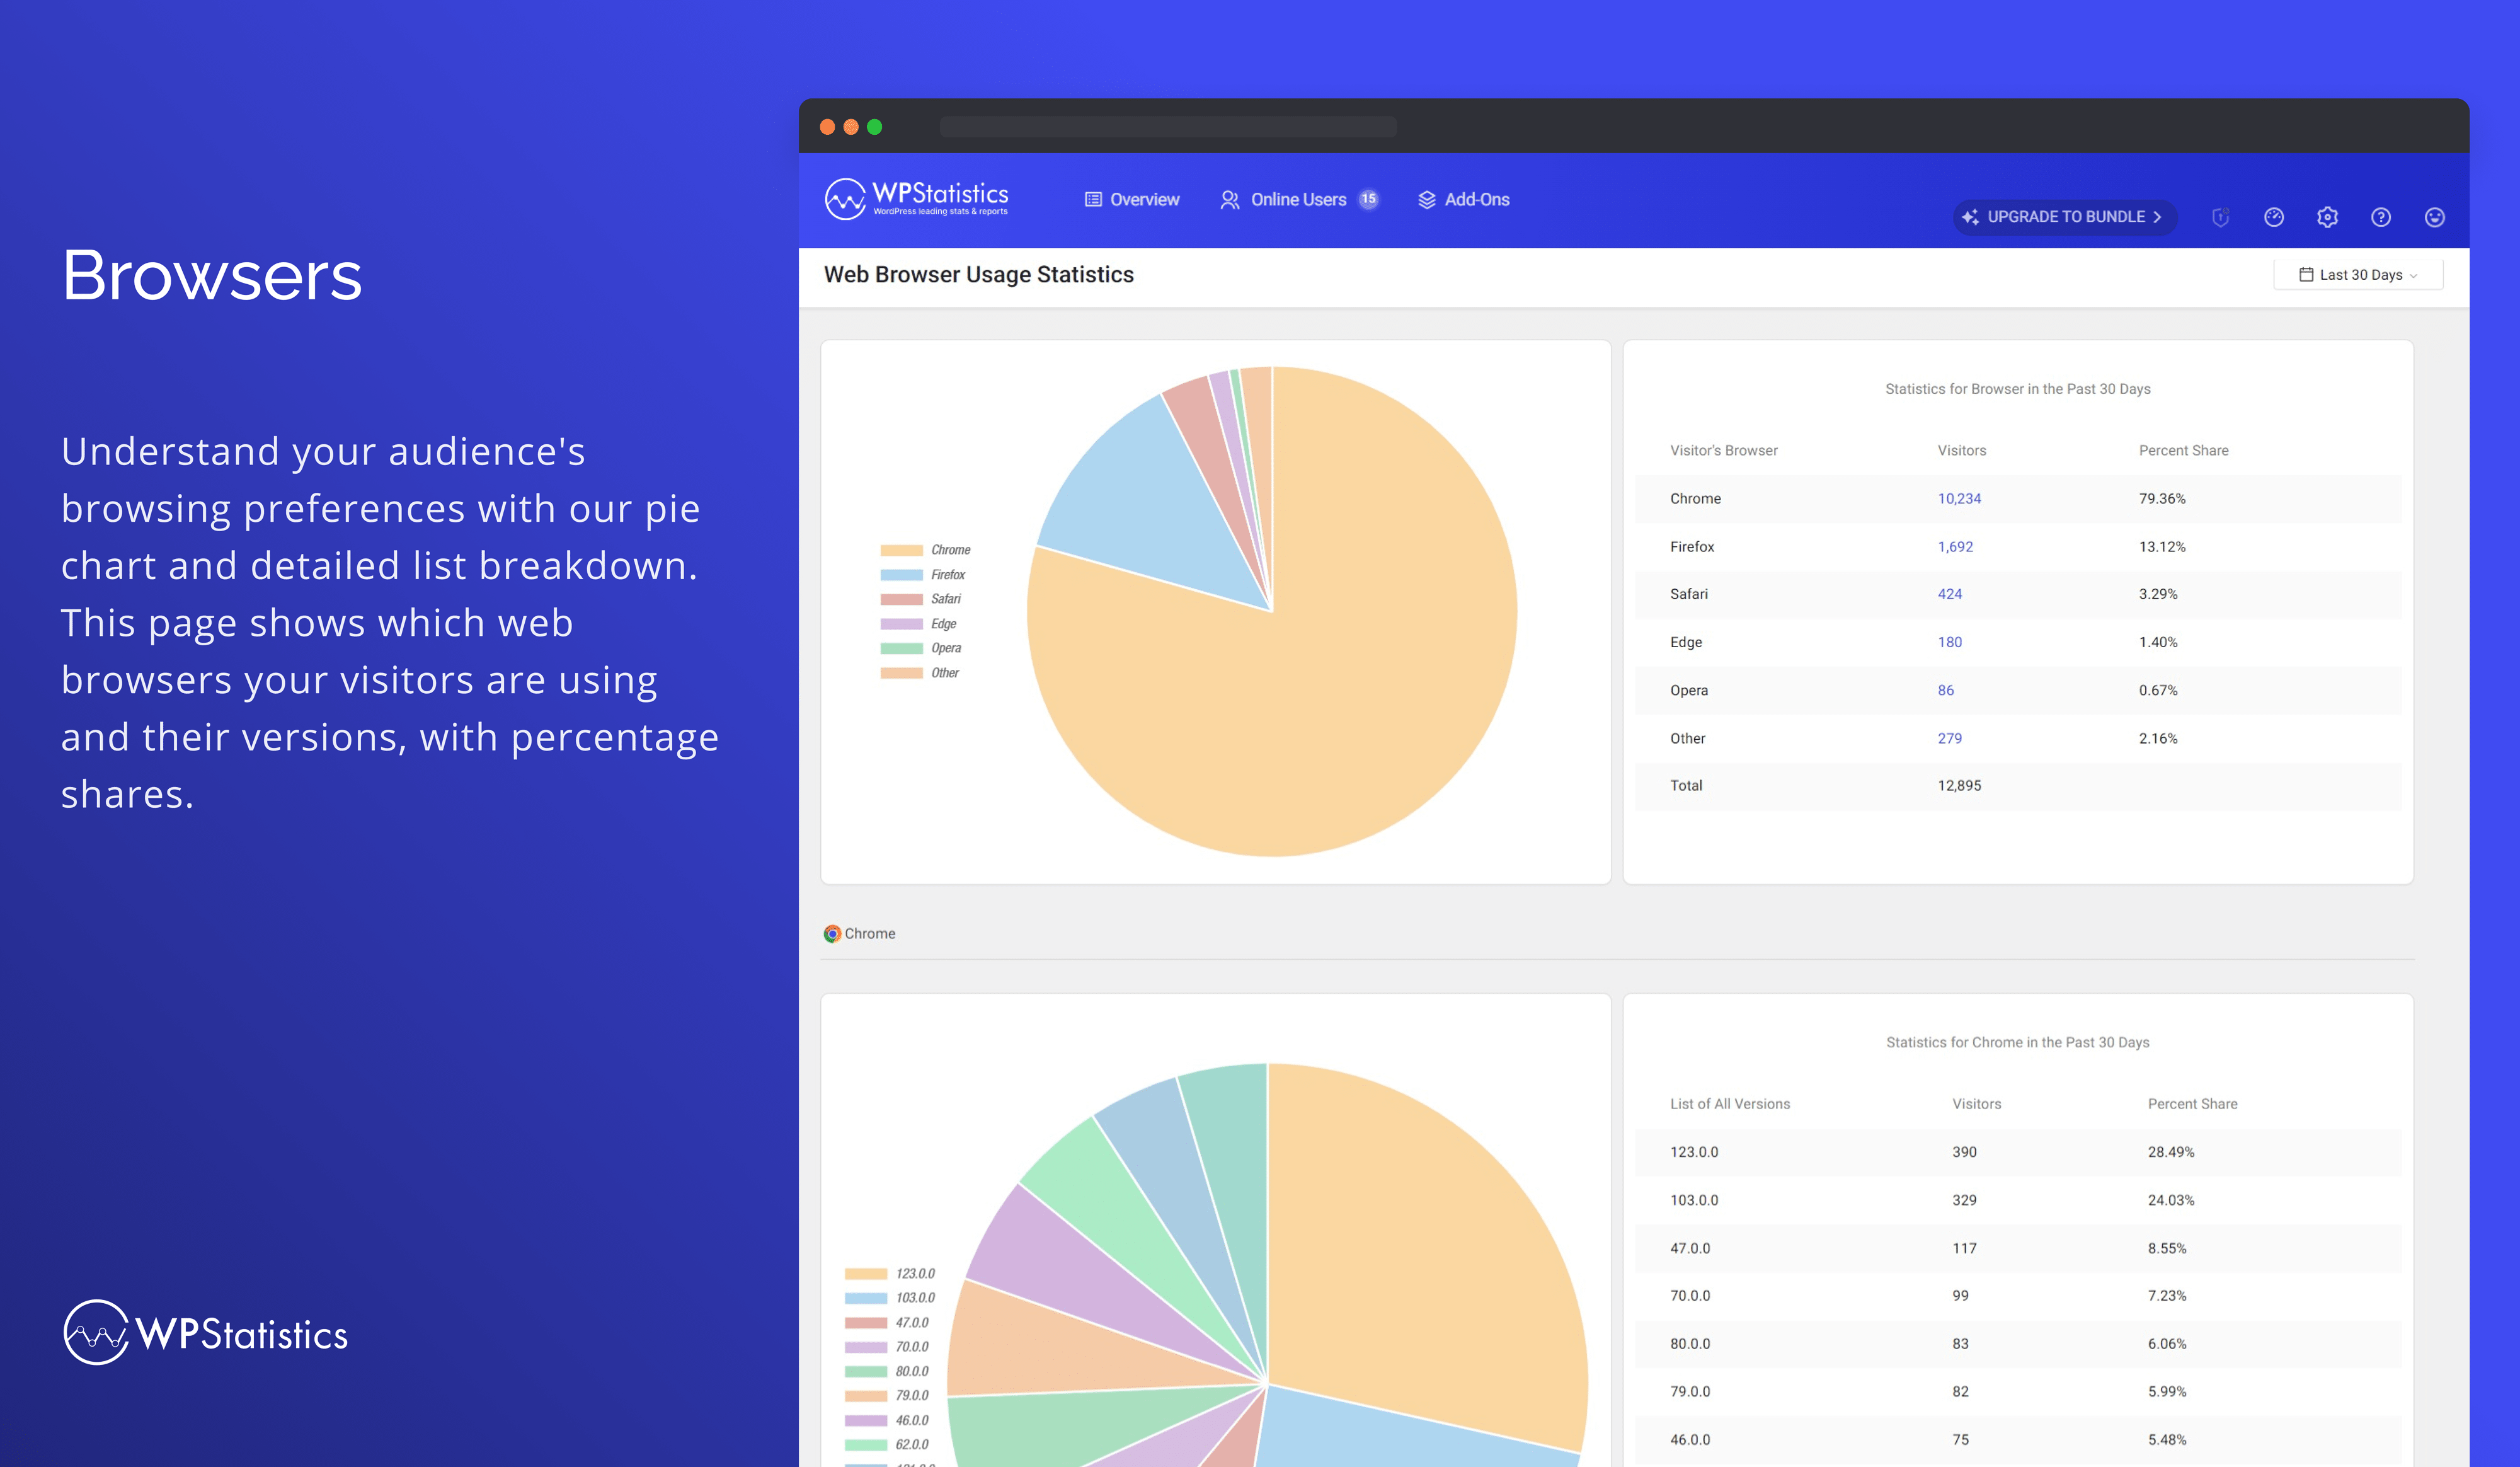 Browsers
Understand your audience's
browsing preferences with our pie
chart and detailed list breakdown.
This page shows which web
browsers your visitors are using
and their versions, with percentage
shares.
WPStatistics
WPStatistics
WordPress leading stats & reports
Overview
Online Users 15
Add-Ons
UPGRADE TO BUNDLE
Web Browser Usage Statistics
Last 30 Days
Chrome
Firefox
Safari
Edge
Opera
Other
Statistics for Browser in the Past 30 Days
Visitor's Browser Visitors Percent Share
Chrome 10,234 79.36%
Firefox 1,692 13.12%
Safari 424 3.29%
Edge 180 1.40%
Opera 86 0.67%
Other 279 2.16%
Total 12,895
Chrome
123.0.0
103.0.0
47.0.0
70.0.0
80.0.0
79.0.0
46.0.0
62.0.0
Statistics for Chrome in the Past 30 Days
List of All Versions Visitors Percent Share
123.0.0 390 28.49%
103.0.0 329 24.03%
47.0.0 117 8.55%
70.0.0 99 7.23%
80.0.0 83 6.06%
79.0.0 82 5.99%
46.0.0 75 5.48%